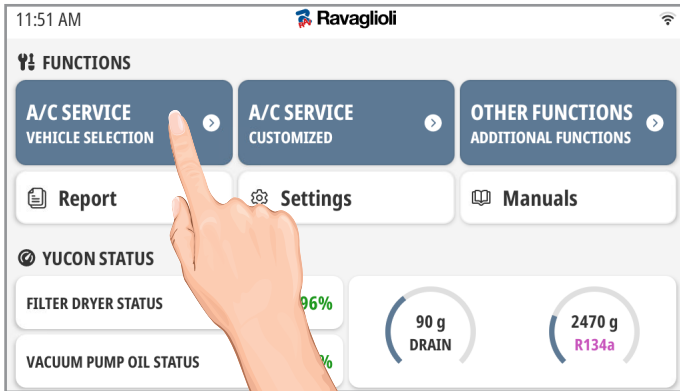 11:51 AM
Ravaglioli
FUNCTIONS
A/C SERVICE
VEHICLE SELECTION
A/C SERVICE
CUSTOMIZED
OTHER FUNCTIONS
ADDITIONAL FUNCTIONS
Report
Settings
Manuals
YUCON STATUS
FILTER DRYER STATUS
96%
90 g
DRAIN
2470 g
R134a
VACUUM PUMP OIL STATUS
%